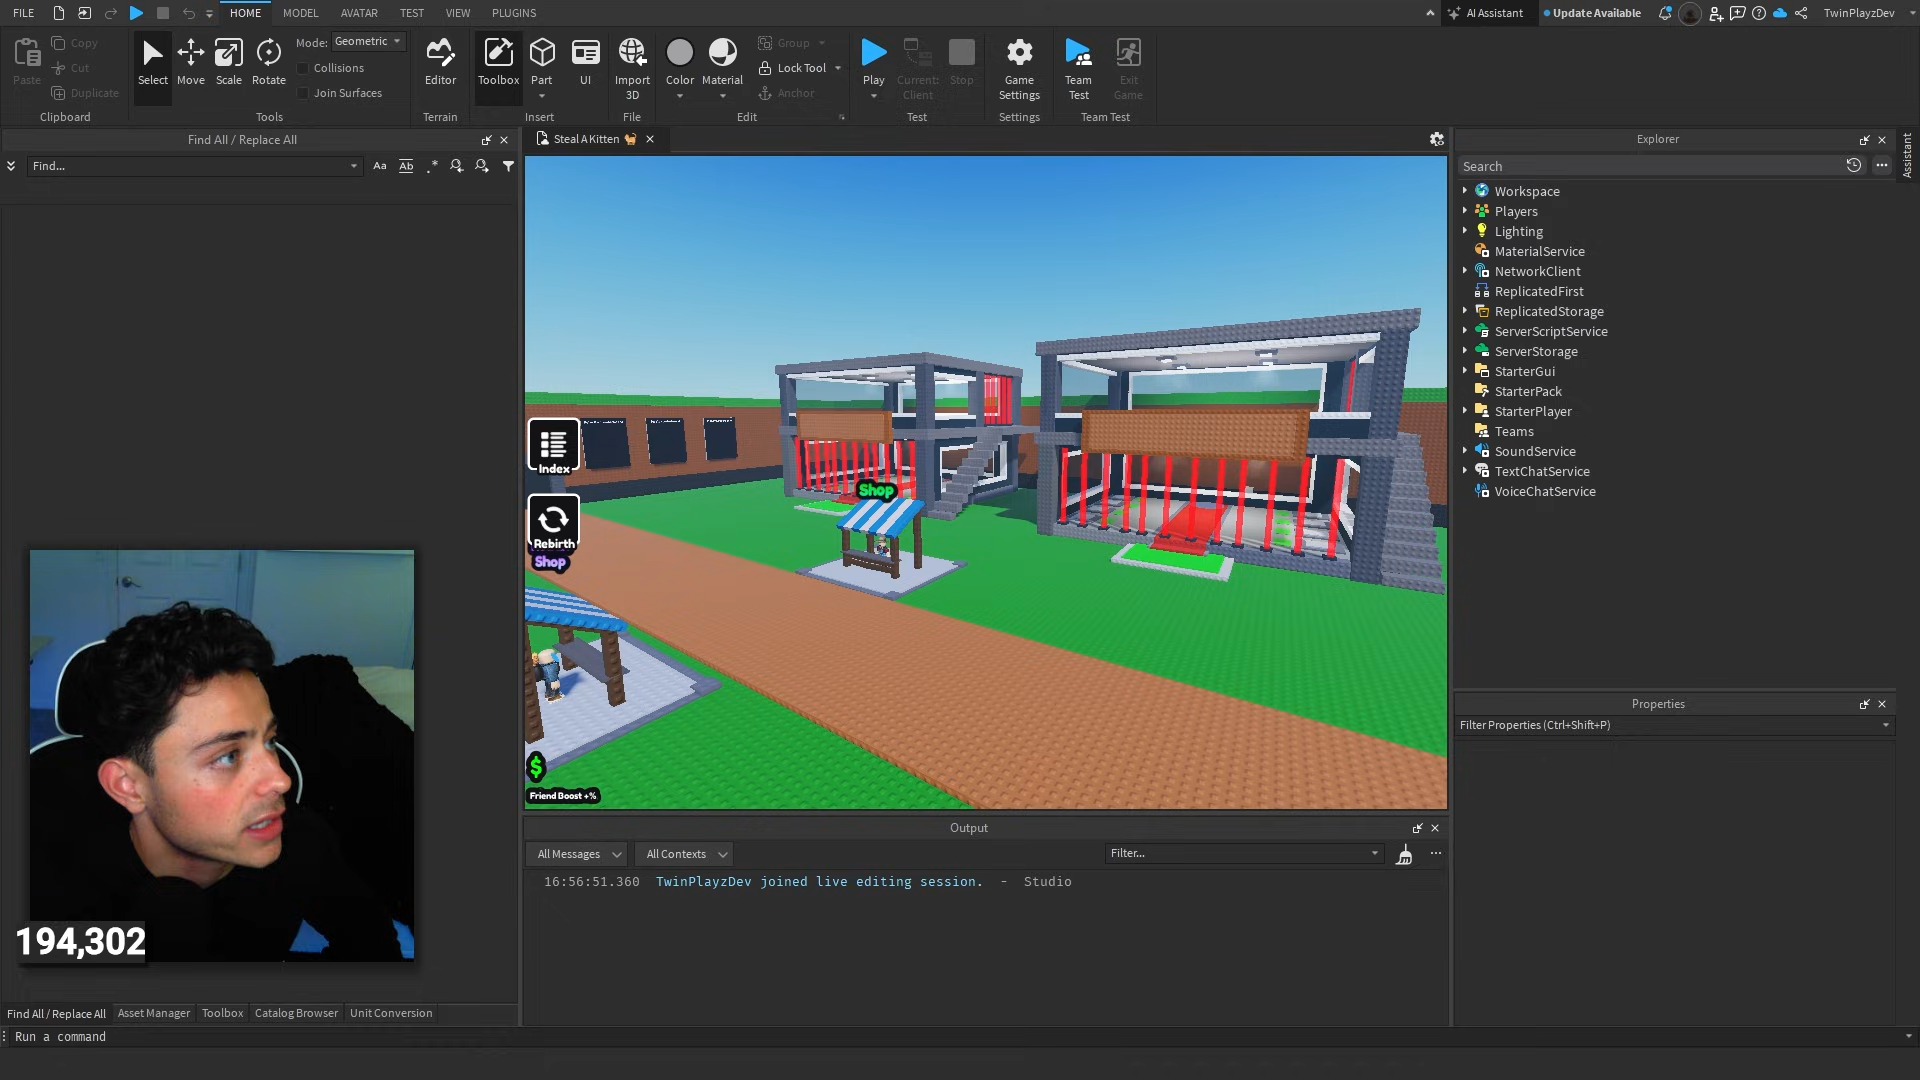 FILE
HOME
MODEL
AVATAR
TEST
VIEW
PLUGINS
AI Assistant
Update Available
TwinPlayzDev
Paste
Copy
Cut
Duplicate
Clipboard
Select
Move
Scale
Rotate
Mode: Geometric
Collisions
Join Surfaces
Tools
Editor
Terrain
Toolbox
Part
UI
Insert
Import 3D
File
Color
Material
Group
Lock Tool
Anchor
Edit
Play
Current: Client
Stop
Test
Game Settings
Settings
Team Test
Exit Game
Team Test
Find All / Replace All
Find...
Aa
Ab
.*
Steal A Kitten
Index
Rebirth
Shop
Shop
$
Friend Boost +%
Explorer
Search
Assistant
Workspace
Players
Lighting
MaterialService
NetworkClient
ReplicatedFirst
ReplicatedStorage
ServerScriptService
ServerStorage
StarterGui
StarterPack
StarterPlayer
Teams
SoundService
TextChatService
VoiceChatService
Properties
Filter Properties (Ctrl+Shift+P)
Output
All Messages
All Contexts
Filter...
16:56:51.360 TwinPlayzDev joined live editing session. - Studio
194,302
Find All / Replace All
Asset Manager
Toolbox
Catalog Browser
Unit Conversion
Run a command